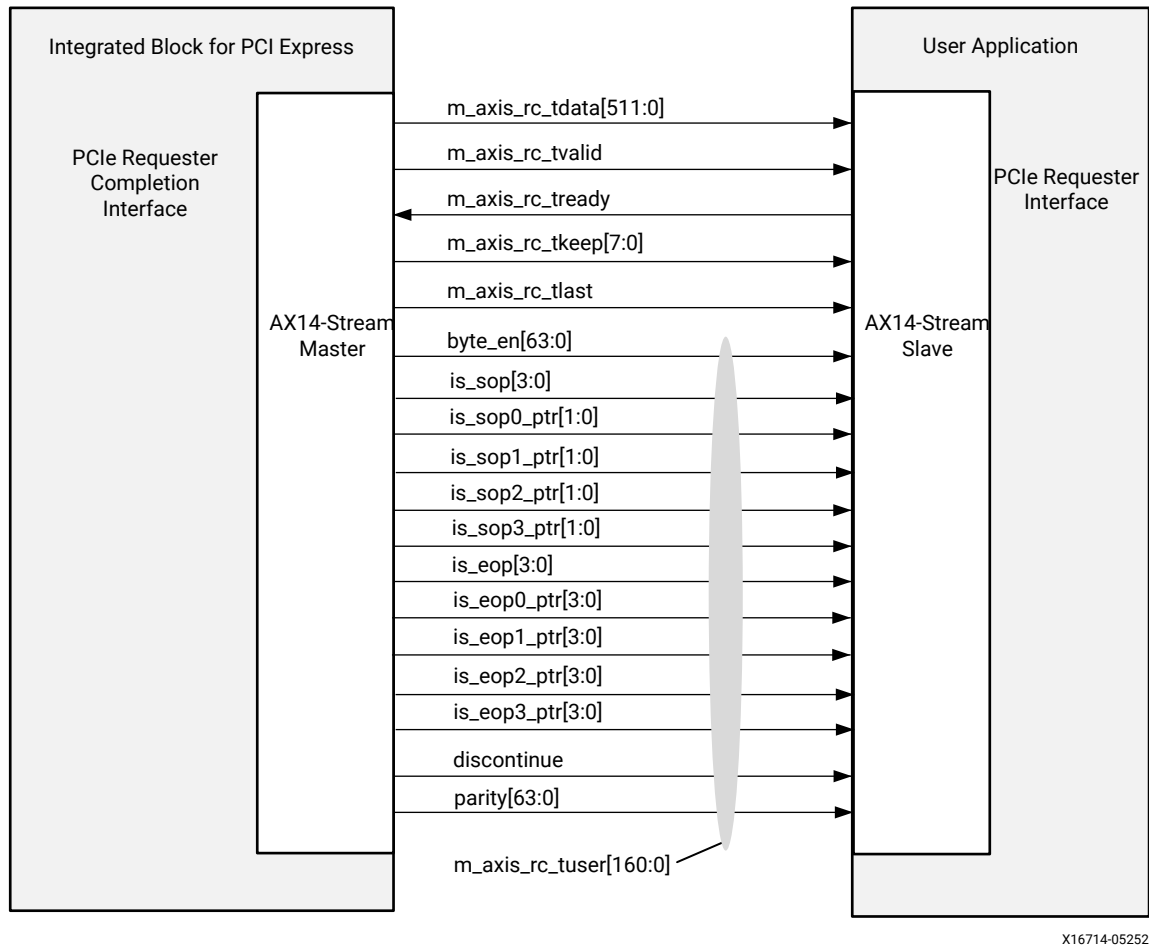 Integrated Block for PCI Express
User Application
m_axis_rc_tdata[511:0]
m_axis_rc_tvalid
PCIe Requester
Completion
Interface
m_axis_rc_tready
PCIe Requester
Interface
m_axis_rc_tkeep[7:0]
m_axis_rc_tlast
AX14-Stream
Master
AX14-Stream
Slave
byte_en[63:0]
is_sop[3:0]
is_sop0_ptr[1:0]
is_sop1_ptr[1:0]
is_sop2_ptr[1:0]
is_sop3_ptr[1:0]
is_eop[3:0]
is_eop0_ptr[3:0]
is_eop1_ptr[3:0]
is_eop2_ptr[3:0]
is_eop3_ptr[3:0]
discontinue
parity[63:0]
m_axis_rc_tuser[160:0]
X16714-05252